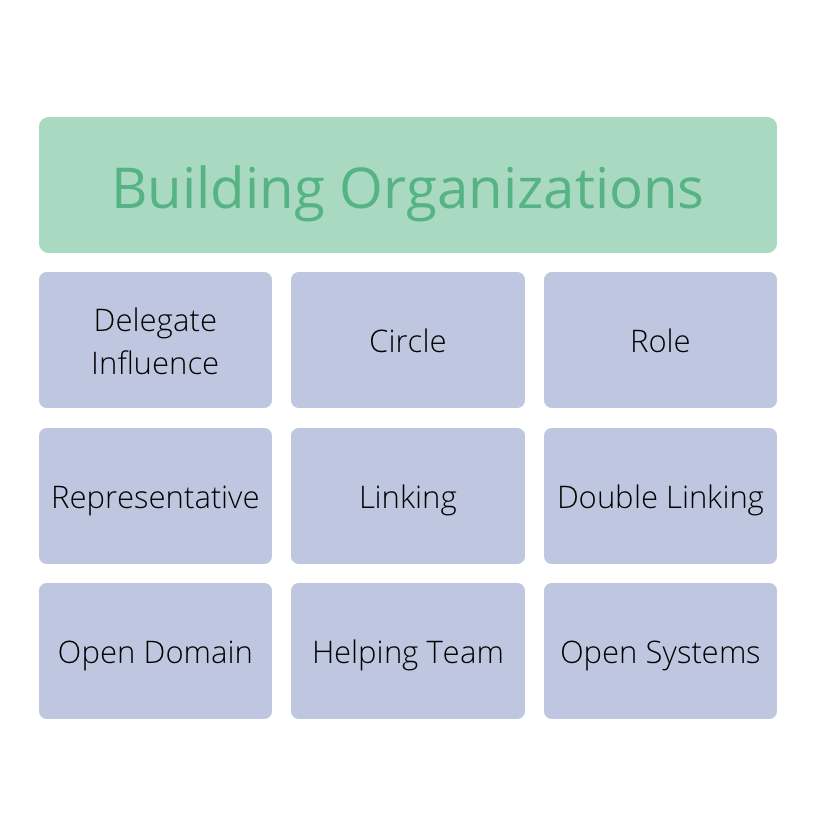 Building Organizations
Delegate
Influence
Circle
Role
Representative
Linking
Double Linking
Open Domain
Helping Team
Open Systems